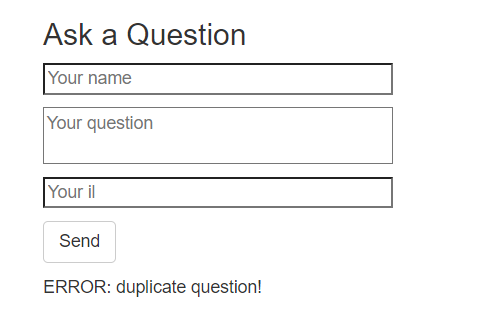 Ask a Question
Your name
Your question
Your il
Send
ERROR: duplicate question!